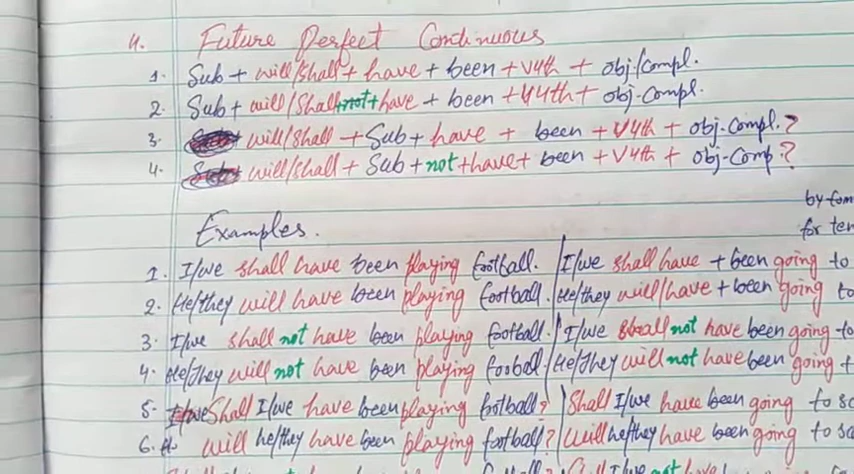 4. Future Perfect Continuous
1. Sub + will/shall + have + been + V4th + obj/compl.
2. Sub + will/Shall+not+have + been + V4th + obj-compl.
3. will/shall + Sub + have + been + V4th + obj-compl.?
4. will/shall + Sub + not + have + been + V4th + obj-comp?
by
for ten
Examples.
1. I/we shall have been playing football. I/we shall have + been going to
2. He/they will have been playing football. He/they will/have + been going to
3. I/we shall not have been playing football. I/we shall not have been going to
4. He/They will not have been playing fooball. He/They will not have been going t
5. Shall I/we have been playing football? Shall I/we have been going to sc
6. will he/they have been playing football? Will he/they have been going to sc